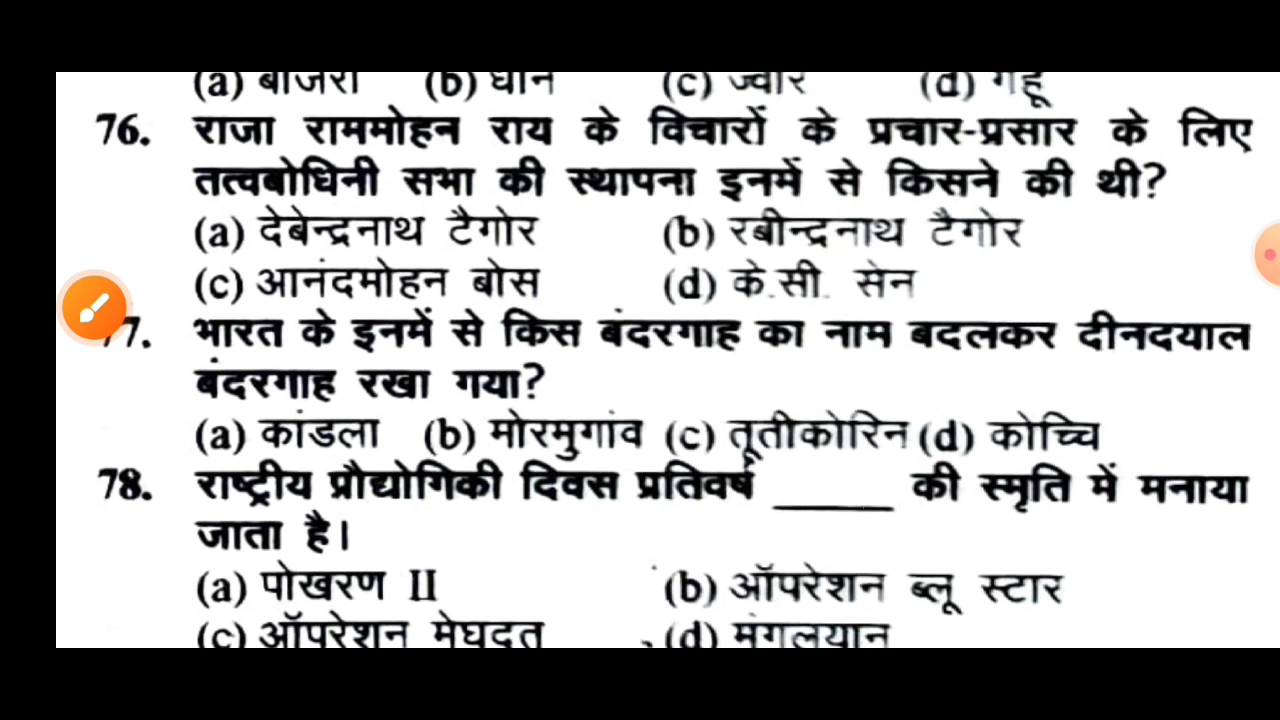 (a) बाजरा (b) धान (c) ज्वार (d) गेहूं
76. राजा राममोहन राय के विचारों के प्रचार-प्रसार के लिए
तत्वबोधिनी सभा की स्थापना इनमें से किसने की थी?
(a) देबेन्द्रनाथ टैगोर (b) रबीन्द्रनाथ टैगोर
(c) आनंदमोहन बोस (d) के.सी. सेन
7. भारत के इनमें से किस बंदरगाह का नाम बदलकर दीनदयाल
बंदरगाह रखा गया?
(a) कांडला (b) मोरमुगांव (c) तूतीकोरिन (d) कोच्चि
78. राष्ट्रीय प्रौद्योगिकी दिवस प्रतिवर्ष _____ की स्मृति में मनाया
जाता है।
(a) पोखरण II (b) ऑपरेशन ब्लू स्टार
(c) ऑपरेशन मेघदूत (d) मंगलयान